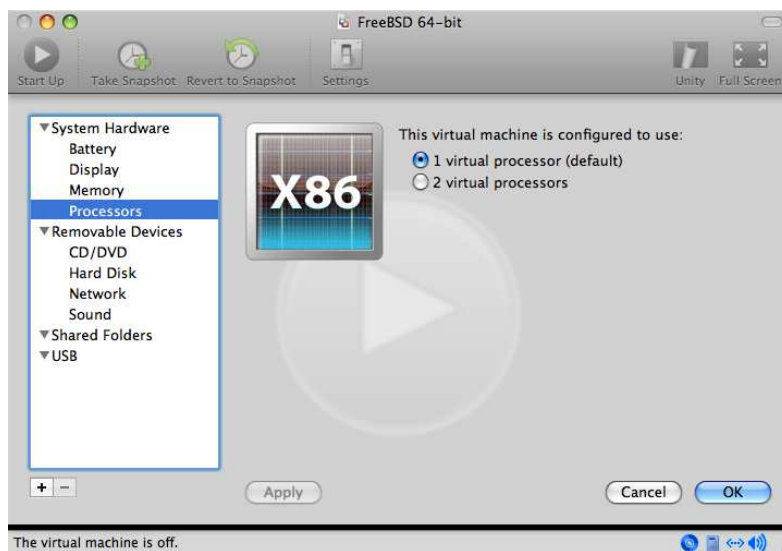 FreeBSD 64-bit
Start Up Take Snapshot Revert to Snapshot Settings Unity Full Screen
System Hardware
Battery
Display
Memory
Processors
Removable Devices
CD/DVD
Hard Disk
Network
Sound
Shared Folders
USB
X86
This virtual machine is configured to use:
1 virtual processor (default)
2 virtual processors
Apply Cancel OK
The virtual machine is off.